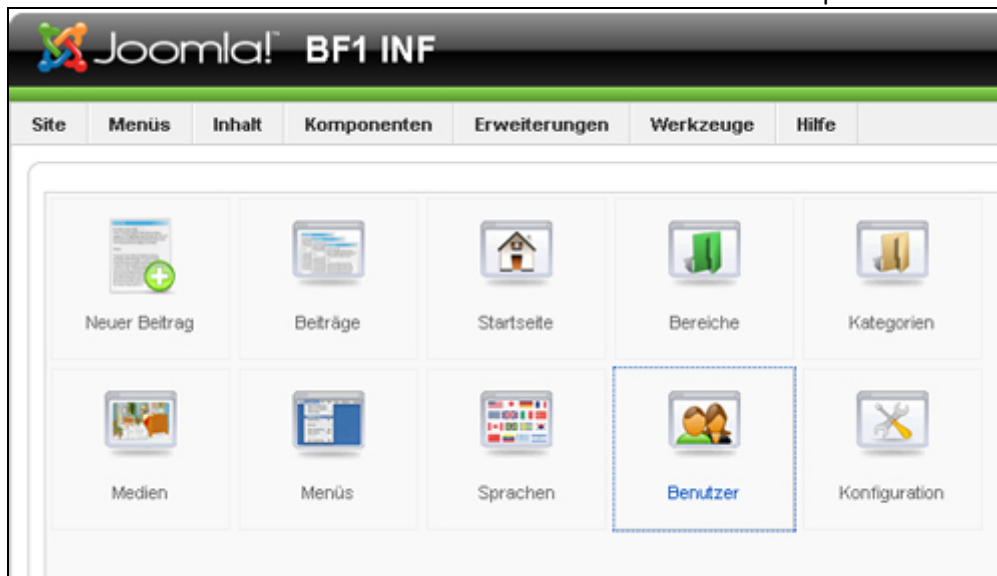 Joomla!™ BF1 INF
Site Menüs Inhalt Komponenten Erweiterungen Werkzeuge Hilfe
Neuer Beitrag Beiträge Startseite Bereiche Kategorien
Medien Menüs Sprachen Benutzer Konfiguration